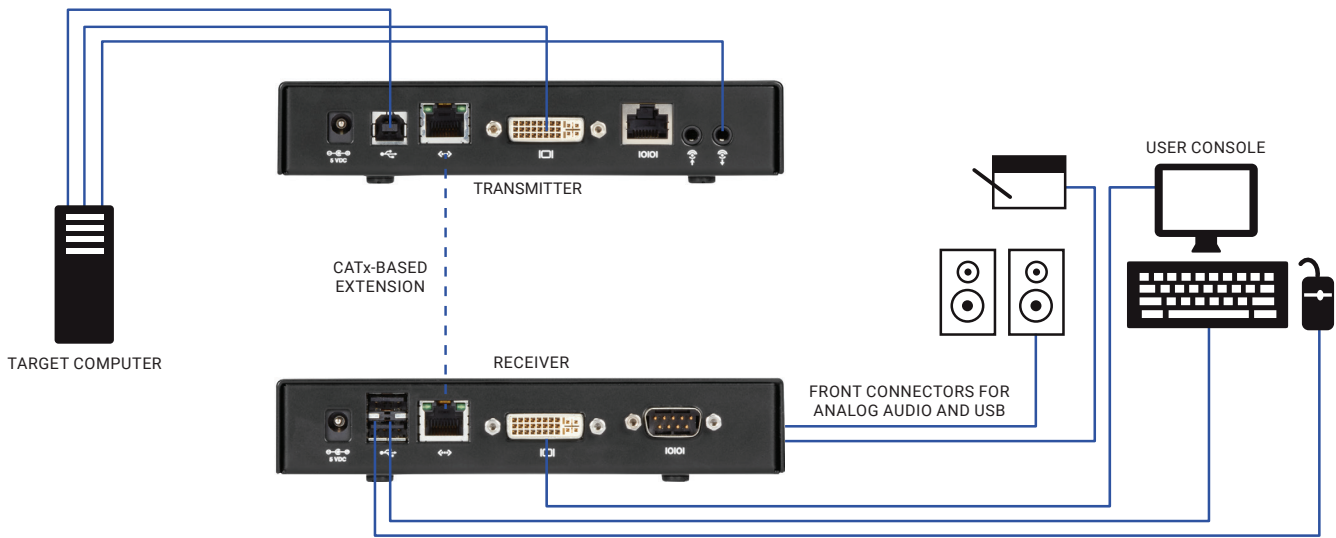 5 VDC
IOIOI
TRANSMITTER
USER CONSOLE
CATx-BASED
EXTENSION
TARGET COMPUTER
RECEIVER
FRONT CONNECTORS FOR
ANALOG AUDIO AND USB
5 VDC
IOIOI